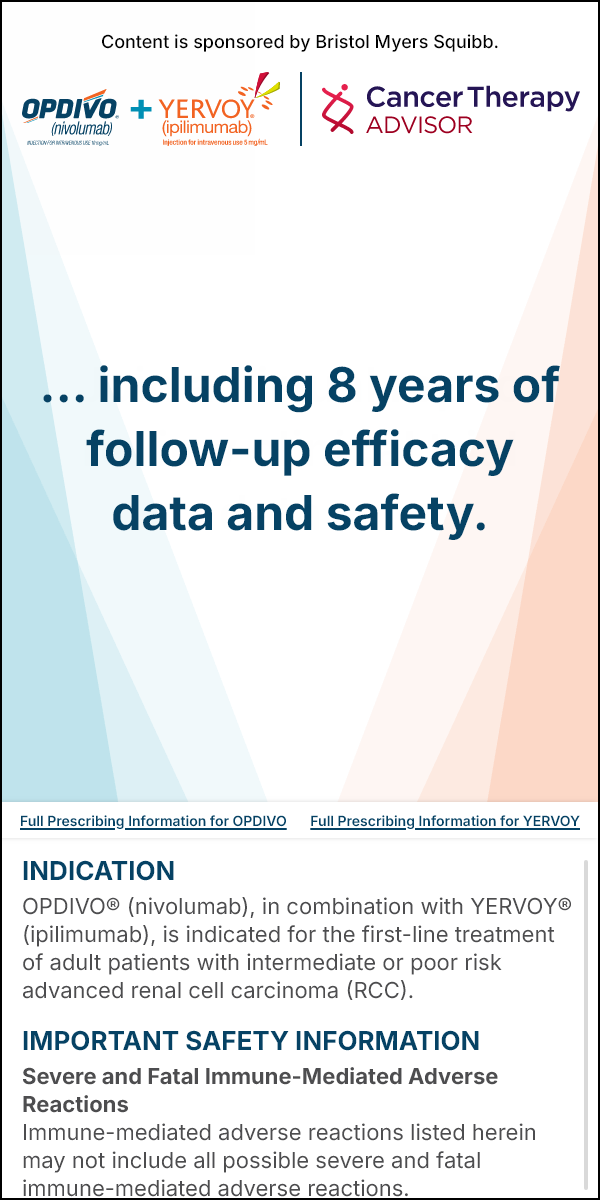 Content is sponsored by Bristol Myers Squibb.
OPDIVO® + YERVOY®
(nivolumab) (ipilimumab)
INJECTION FOR INTRAVENOUS USE 10 mg/mL Injection for intravenous use 5 mg/mL
Cancer Therapy
ADVISOR
... including 8 years of
follow-up efficacy
data and safety.
Full Prescribing Information for OPDIVO Full Prescribing Information for YERVOY
INDICATION
OPDIVO® (nivolumab), in combination with YERVOY®
(ipilimumab), is indicated for the first-line treatment
of adult patients with intermediate or poor risk
advanced renal cell carcinoma (RCC).
IMPORTANT SAFETY INFORMATION
Severe and Fatal Immune-Mediated Adverse
Reactions
Immune-mediated adverse reactions listed herein
may not include all possible severe and fatal
immune-mediated adverse reactions.